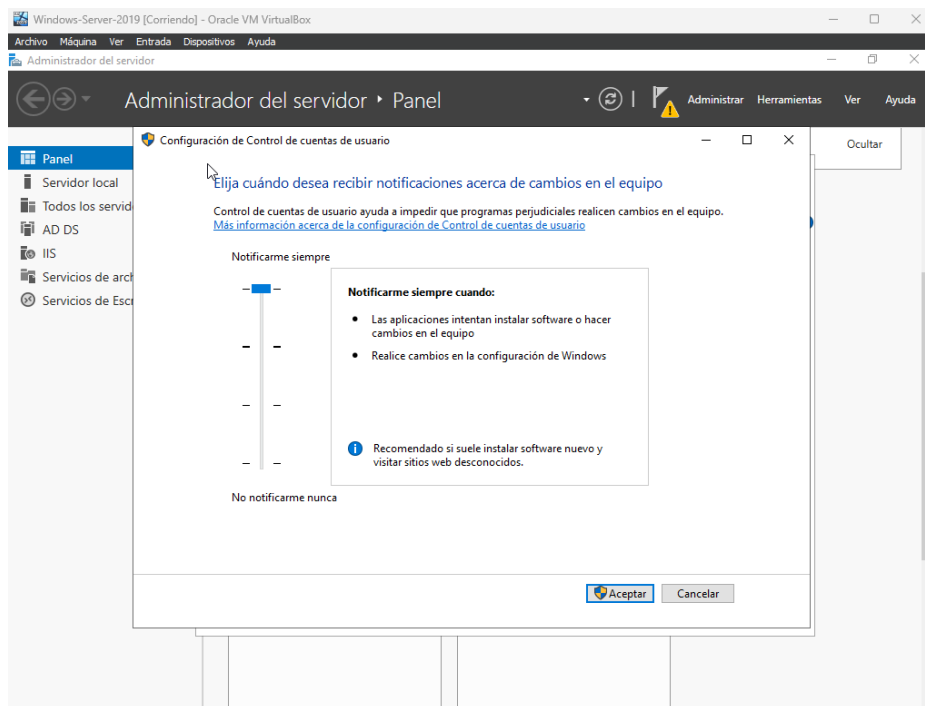 Windows-Server-2019 [Corriendo] - Oracle VM VirtualBox
Archivo Máquina Ver Entrada Dispositivos Ayuda
Administrador del servidor
Administrador del servidor ‣ Panel
Administrar Herramientas Ver Ayuda
Configuración de Control de cuentas de usuario
Ocultar
Panel
Servidor local
Todos los servid
AD DS
IIS
Servicios de arch
Servicios de Escr
Elija cuándo desea recibir notificaciones acerca de cambios en el equipo
Control de cuentas de usuario ayuda a impedir que programas perjudiciales realicen cambios en el equipo.
Más información acerca de la configuración de Control de cuentas de usuario
Notificarme siempre
Notificarme siempre cuando:
• Las aplicaciones intentan instalar software o hacer
cambios en el equipo
• Realice cambios en la configuración de Windows
Recomendado si suele instalar software nuevo y
visitar sitios web desconocidos.
No notificarme nunca
Aceptar Cancelar